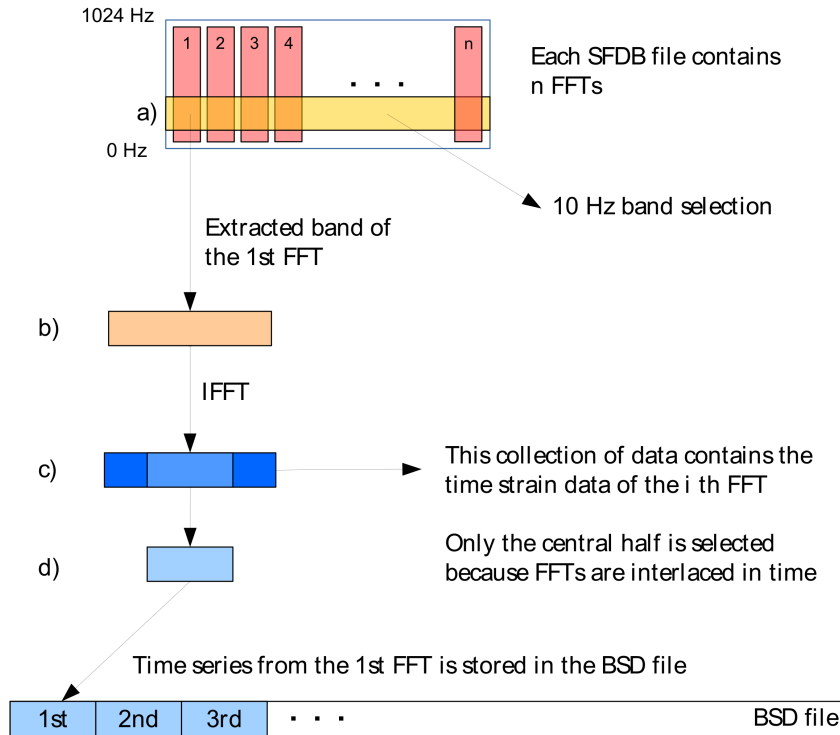 1024 Hz
1 2 3 4 n
. . .
Each SFDB file contains
n FFTs
a)
0 Hz
10 Hz band selection
Extracted band of
the 1st FFT
b)
IFFT
c)
This collection of data contains the
time strain data of the i th FFT
d)
Only the central half is selected
because FFTs are interlaced in time
Time series from the 1st FFT is stored in the BSD file
1st 2nd 3rd . . . BSD file